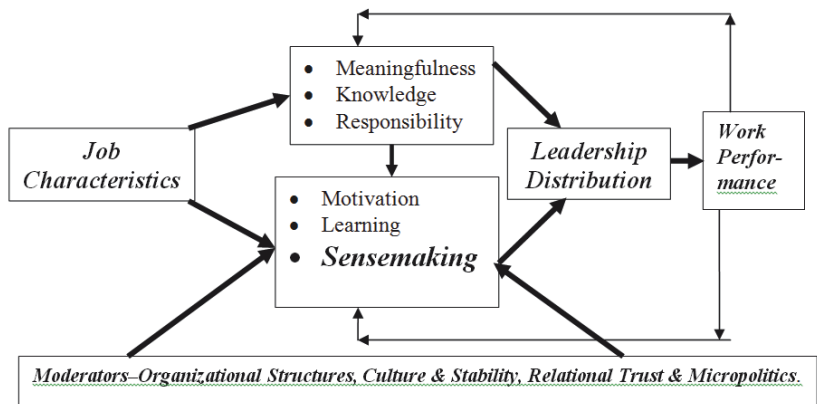 • Meaningfulness
• Knowledge
• Responsibility
Job
Characteristics
• Motivation
• Learning
• Sensemaking
Leadership
Distribution
Work
Perfor-
mance
Moderators–Organizational Structures, Culture & Stability, Relational Trust & Micropolitics.